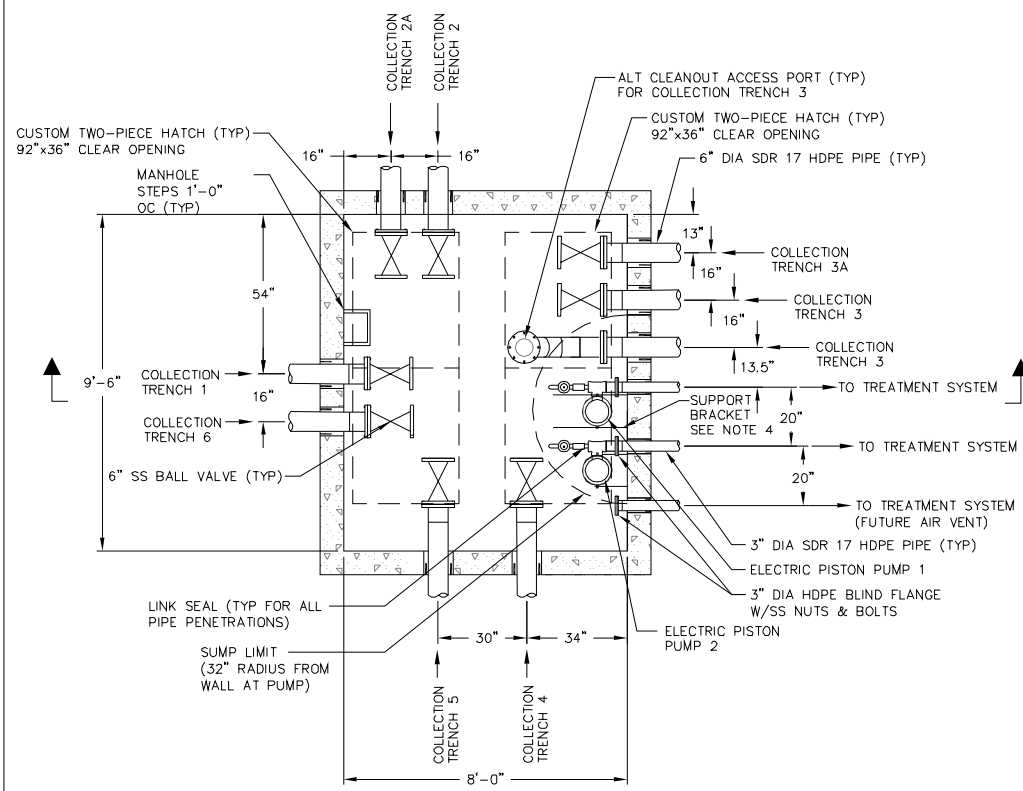 COLLECTION
TRENCH 2A
COLLECTION
TRENCH 2
ALT CLEANOUT ACCESS PORT (TYP)
FOR COLLECTION TRENCH 3
CUSTOM TWO-PIECE HATCH (TYP)
92"x36" CLEAR OPENING
CUSTOM TWO-PIECE HATCH (TYP)
92"x36" CLEAR OPENING
16"
16"
6" DIA SDR 17 HDPE PIPE (TYP)
MANHOLE
STEPS 1'-0"
OC (TYP)
13"
COLLECTION
TRENCH 3A
16"
54"
COLLECTION
TRENCH 3
16"
COLLECTION
TRENCH 3
13.5"
9'-6"
COLLECTION
TRENCH 1
TO TREATMENT SYSTEM
16"
SUPPORT
BRACKET
SEE NOTE 4
20"
COLLECTION
TRENCH 6
TO TREATMENT SYSTEM
6" SS BALL VALVE (TYP)
20"
TO TREATMENT SYSTEM
(FUTURE AIR VENT)
3" DIA SDR 17 HDPE PIPE (TYP)
ELECTRIC PISTON PUMP 1
3" DIA HDPE BLIND FLANGE
W/SS NUTS & BOLTS
LINK SEAL (TYP FOR ALL
PIPE PENETRATIONS)
ELECTRIC PISTON
PUMP 2
30"
34"
SUMP LIMIT
(32" RADIUS FROM
WALL AT PUMP)
COLLECTION
TRENCH 5
COLLECTION
TRENCH 4
8'-0"